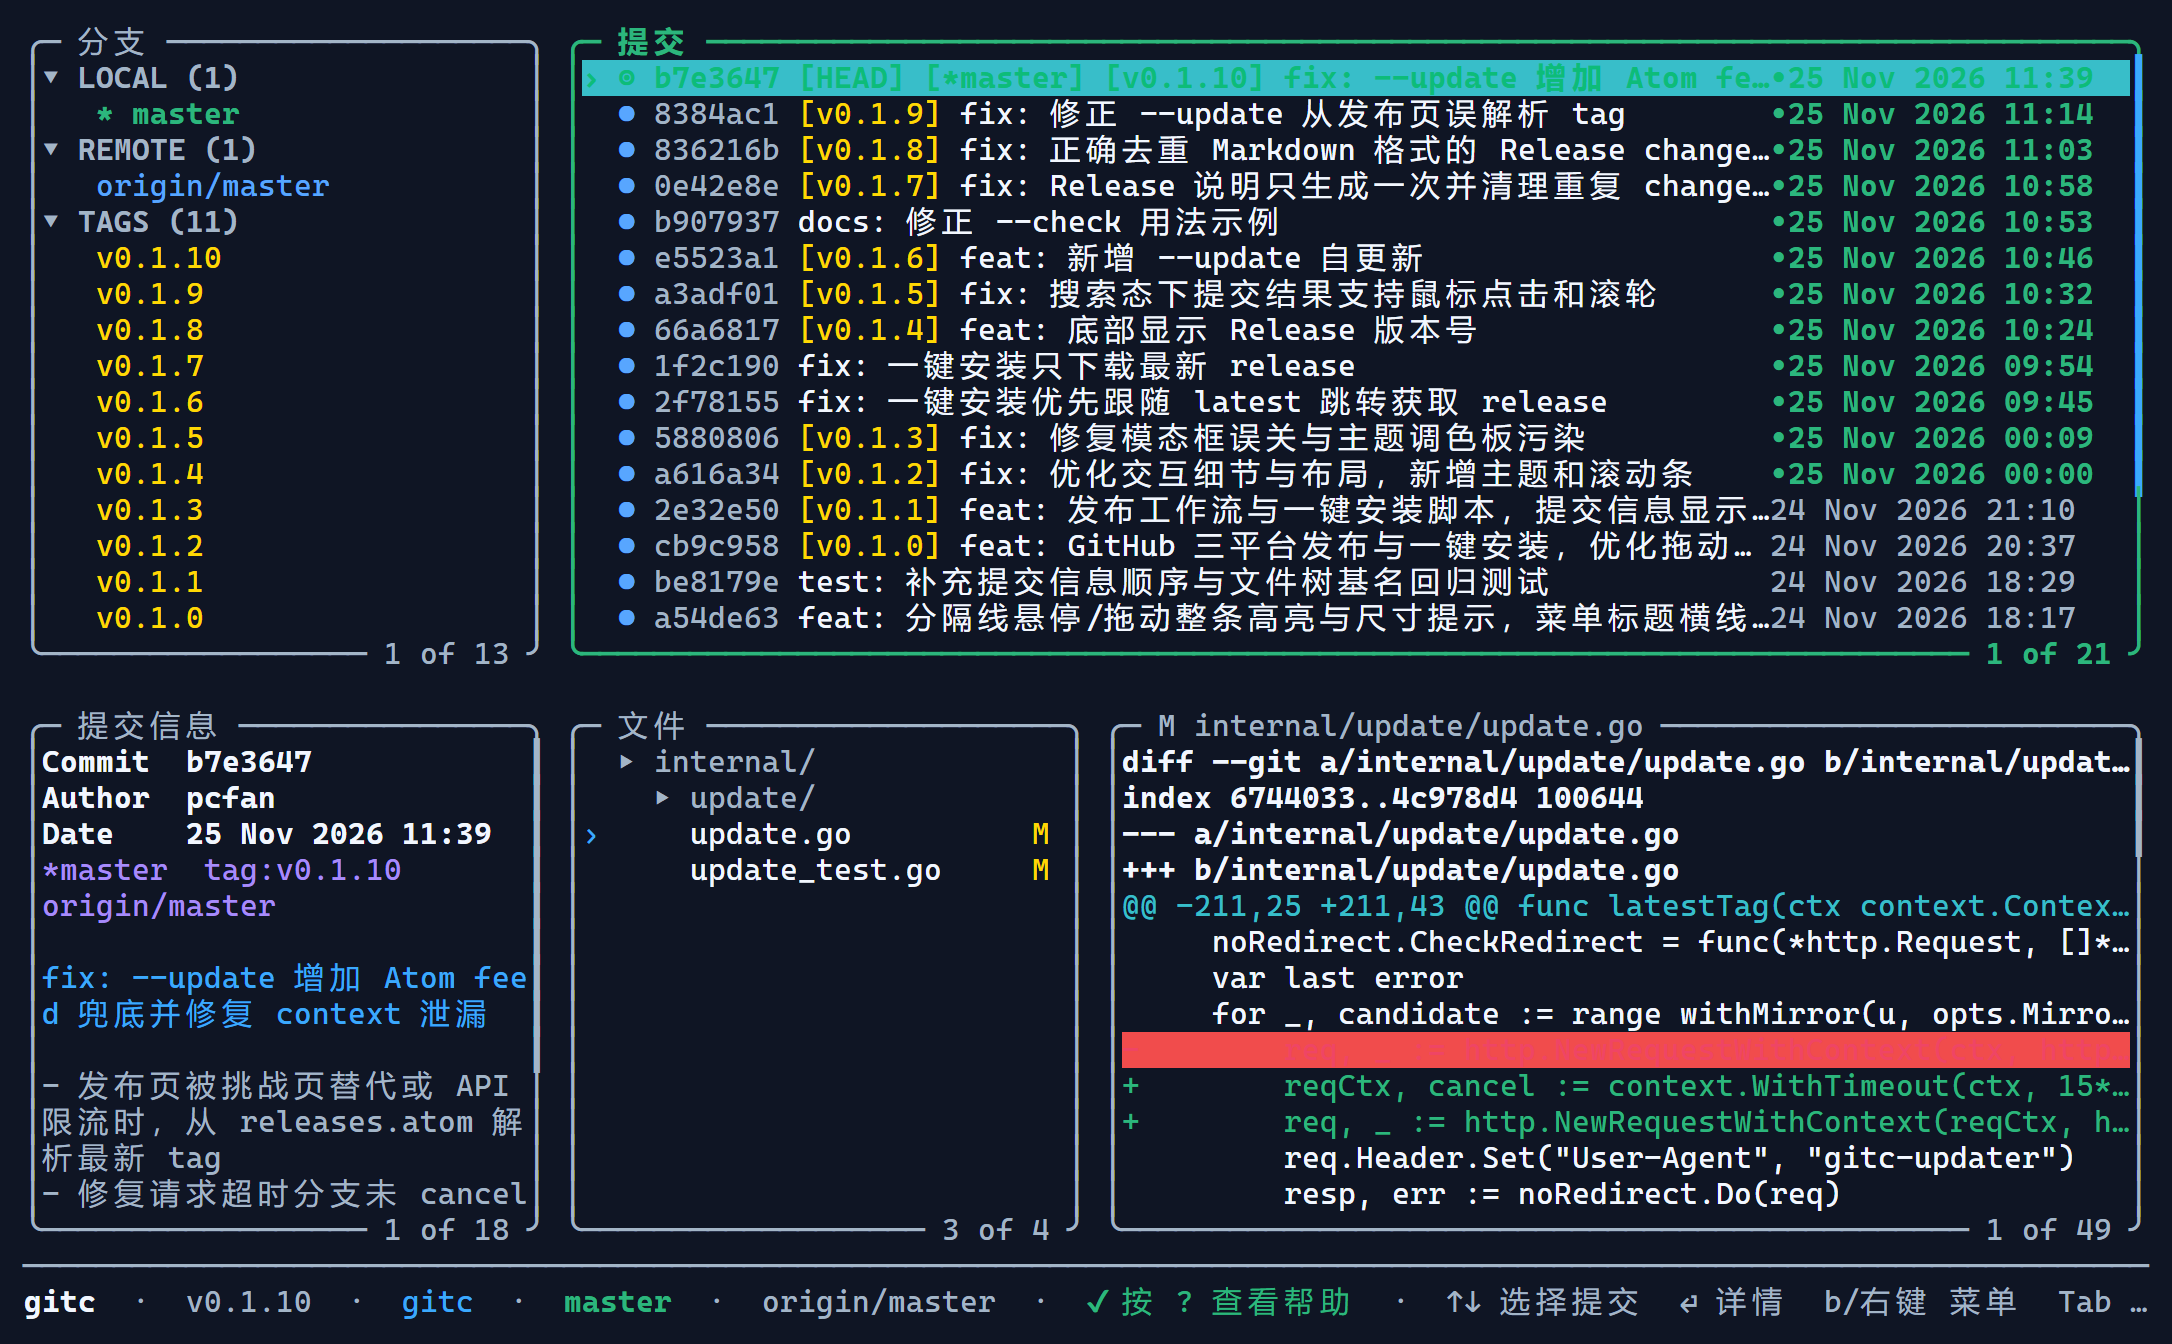 分支
▼ LOCAL (1)
* master
▼ REMOTE (1)
origin/master
▼ TAGS (11)
v0.1.10
v0.1.9
v0.1.8
v0.1.7
v0.1.6
v0.1.5
v0.1.4
v0.1.3
v0.1.2
v0.1.1
v0.1.0
1 of 13
提交
› ⊙ b7e3647 [HEAD] [*master] [v0.1.10] fix: --update 增加 Atom fe…•25 Nov 2026 11:39
● 8384ac1 [v0.1.9] fix: 修正 --update 从发布页误解析 tag •25 Nov 2026 11:14
● 836216b [v0.1.8] fix: 正确去重 Markdown 格式的 Release change…•25 Nov 2026 11:03
● 0e42e8e [v0.1.7] fix: Release 说明只生成一次并清理重复 change…•25 Nov 2026 10:58
● b907937 docs: 修正 --check 用法示例 •25 Nov 2026 10:53
● e5523a1 [v0.1.6] feat: 新增 --update 自更新 •25 Nov 2026 10:46
● a3adf01 [v0.1.5] fix: 搜索态下提交结果支持鼠标点击和滚轮 •25 Nov 2026 10:32
● 66a6817 [v0.1.4] feat: 底部显示 Release 版本号 •25 Nov 2026 10:24
● 1f2c190 fix: 一键安装只下载最新 release •25 Nov 2026 09:54
● 2f78155 fix: 一键安装优先跟随 latest 跳转获取 release •25 Nov 2026 09:45
● 5880806 [v0.1.3] fix: 修复模态框误关与主题调色板污染 •25 Nov 2026 00:09
● a616a34 [v0.1.2] fix: 优化交互细节与布局，新增主题和滚动条 •25 Nov 2026 00:00
● 2e32e50 [v0.1.1] feat: 发布工作流与一键安装脚本，提交信息显示…24 Nov 2026 21:10
● cb9c958 [v0.1.0] feat: GitHub 三平台发布与一键安装，优化拖动… 24 Nov 2026 20:37
● be8179e test: 补充提交信息顺序与文件树基名回归测试 24 Nov 2026 18:29
● a54de63 feat: 分隔线悬停/拖动整条高亮与尺寸提示，菜单标题横线…24 Nov 2026 18:17
1 of 21
提交信息
Commit b7e3647
Author pcfan
Date 25 Nov 2026 11:39
*master tag:v0.1.10
origin/master
fix: --update 增加 Atom fee
d 兜底并修复 context 泄漏
- 发布页被挑战页替代或 API
限流时，从 releases.atom 解
析最新 tag
- 修复请求超时分支未 cancel
1 of 18
文件
▶ internal/
▶ update/
› update.go M
update_test.go M
3 of 4
M internal/update/update.go
diff --git a/internal/update/update.go b/internal/updat…
index 6744033..4c978d4 100644
--- a/internal/update/update.go
+++ b/internal/update/update.go
@@ -211,25 +211,43 @@ func latestTag(ctx context.Contex…
noRedirect.CheckRedirect = func(*http.Request, []*…
var last error
for _, candidate := range withMirror(u, opts.Mirro…
- req, _ := http.NewRequestWithContext(ctx, http…
+ reqCtx, cancel := context.WithTimeout(ctx, 15*…
+ req, _ := http.NewRequestWithContext(reqCtx, h…
req.Header.Set("User-Agent", "gitc-updater")
resp, err := noRedirect.Do(req)
1 of 49
gitc · v0.1.10 · gitc · master · origin/master · ✓ 按 ? 查看帮助 · ↑↓ 选择提交 ⏎ 详情 b/右键 菜单 Tab …